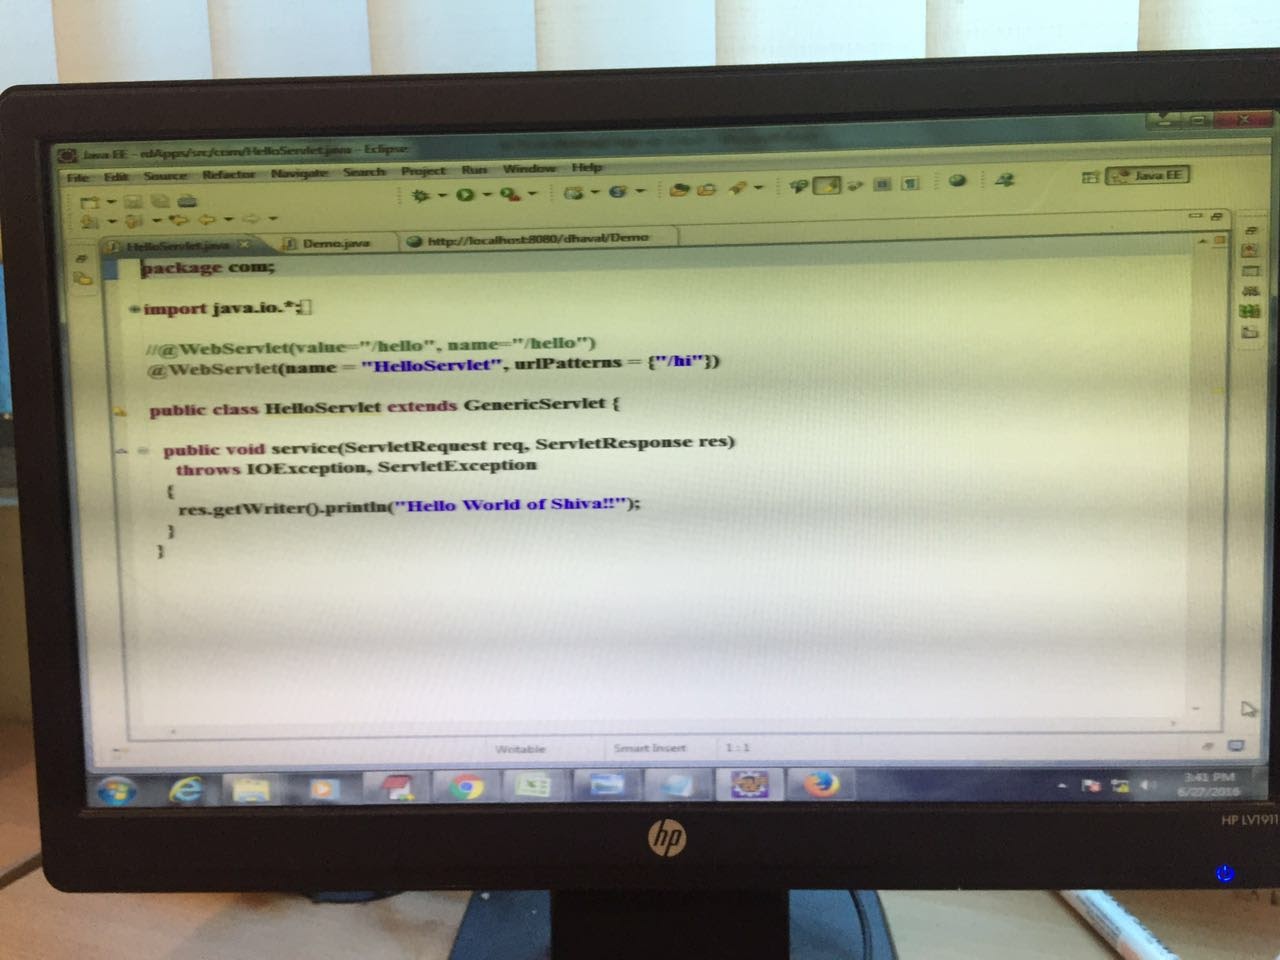 Java EE - rdApps/src/com/HelloServlet.java - Eclipse
File Edit Source Refactor Navigate Search Project Run Window Help
Java EE
HelloServlet.java Demo.java http://localhost:8080/dhaval/Demo
package com;
import java.io.*;
//@WebServlet(value="/hello", name="/hello")
@WebServlet(name = "HelloServlet", urlPatterns = {"/hi"})
public class HelloServlet extends GenericServlet {
public void service(ServletRequest req, ServletResponse res)
throws IOException, ServletException
{
res.getWriter().println("Hello World of Shiva!!");
}
}
Writable Smart Insert 1 : 1
3:41 PM
6/27/2016
hp
HP LV1911